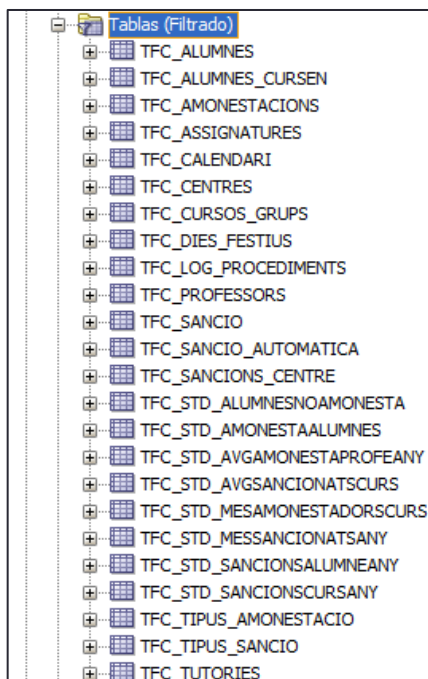 Tablas (Filtrado)
TFC_ALUMNES
TFC_ALUMNES_CURSEN
TFC_AMONESTACIONS
TFC_ASSIGNATURES
TFC_CALENDARI
TFC_CENTRES
TFC_CURSOS_GRUPS
TFC_DIES_FESTIUS
TFC_LOG_PROCEDIMENTS
TFC_PROFESSORS
TFC_SANCIO
TFC_SANCIO_AUTOMATICA
TFC_SANCIONS_CENTRE
TFC_STD_ALUMNESNOAMONESTA
TFC_STD_AMONESTAALUMNES
TFC_STD_AVGAMONESTAPROFEANY
TFC_STD_AVGSANCIONATSCURS
TFC_STD_MESAMONESTADORSCURS
TFC_STD_MESSANCIONATSANY
TFC_STD_SANCIONSALUMNEANY
TFC_STD_SANCIONSCURSANY
TFC_TIPUS_AMONESTACIO
TFC_TIPUS_SANCIO
TFC_TUTORIES